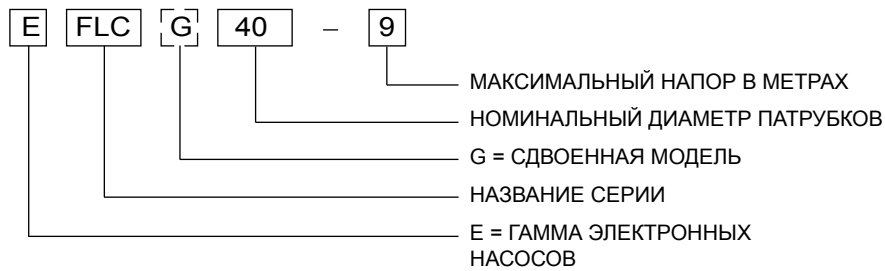 E FLC G 40 – 9
МАКСИМАЛЬНЫЙ НАПОР В МЕТРАХ
НОМИНАЛЬНЫЙ ДИАМЕТР ПАТРУБКОВ
G = СДВОЕННАЯ МОДЕЛЬ
НАЗВАНИЕ СЕРИИ
E = ГАММА ЭЛЕКТРОННЫХ
НАСОСОВ